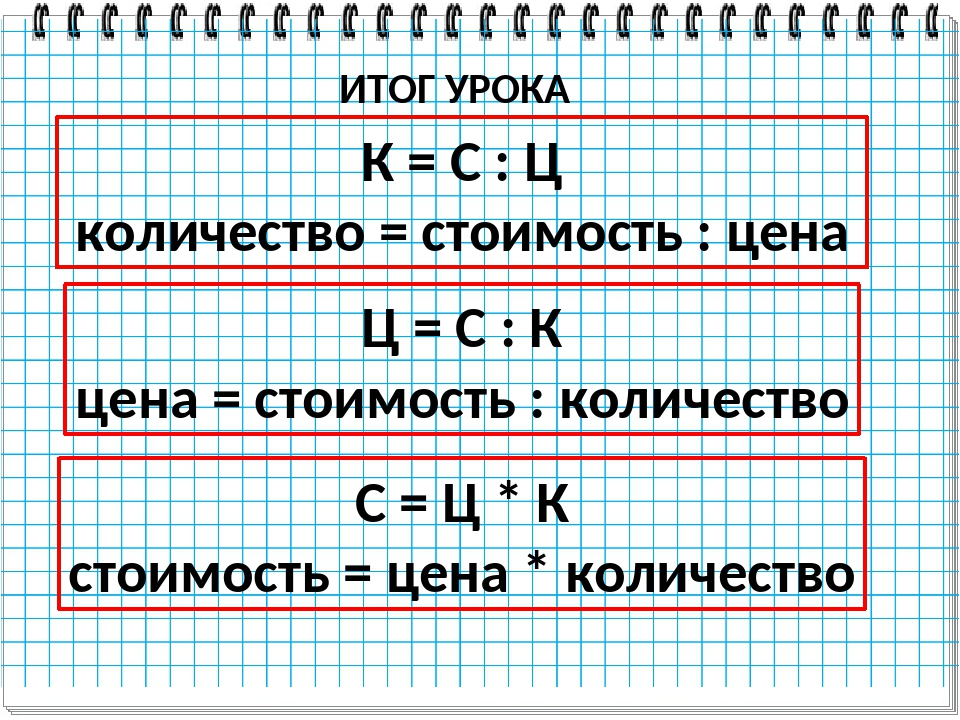 ИТОГ УРОКА
К = С : Ц
количество = стоимость : цена
Ц = С : К
цена = стоимость : количество
С = Ц * К
стоимость = цена * количество